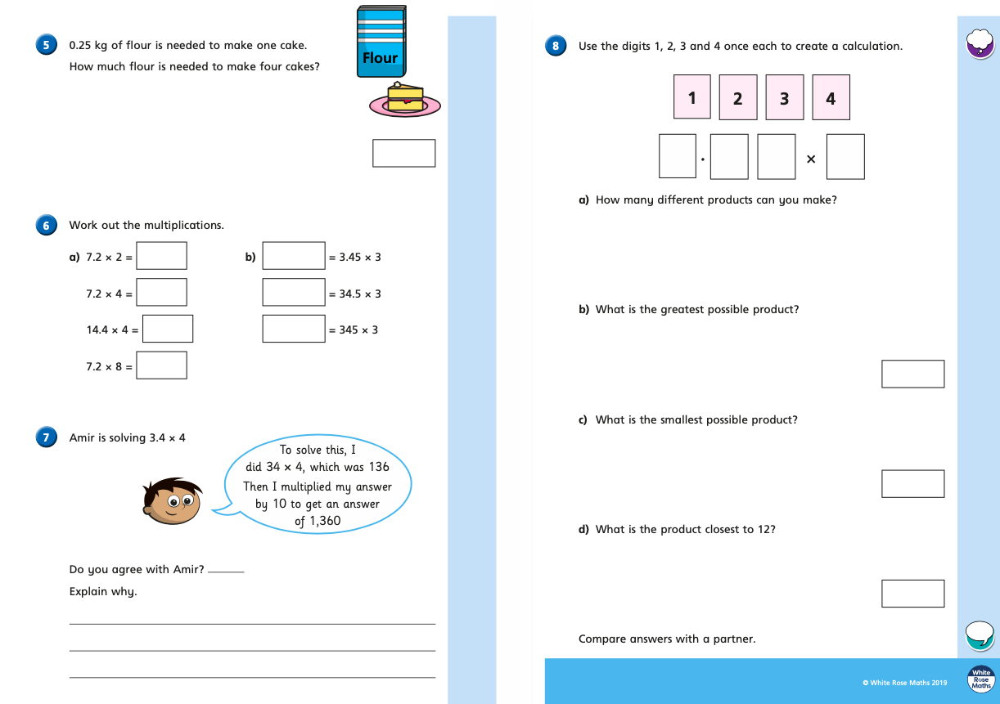 5 0.25 kg of flour is needed to make one cake.
How much flour is needed to make four cakes?
Flour
6 Work out the multiplications.
a) 7.2 × 2 =
7.2 × 4 =
14.4 × 4 =
7.2 × 8 =
b) = 3.45 × 3
= 34.5 × 3
= 345 × 3
7 Amir is solving 3.4 × 4
To solve this, I
did 34 × 4, which was 136
Then I multiplied my answer
by 10 to get an answer
of 1,360
Do you agree with Amir?
Explain why.
8 Use the digits 1, 2, 3 and 4 once each to create a calculation.
1 2 3 4
. ×
a) How many different products can you make?
b) What is the greatest possible product?
c) What is the smallest possible product?
d) What is the product closest to 12?
Compare answers with a partner.
© White Rose Maths 2019
White
Rose
Maths